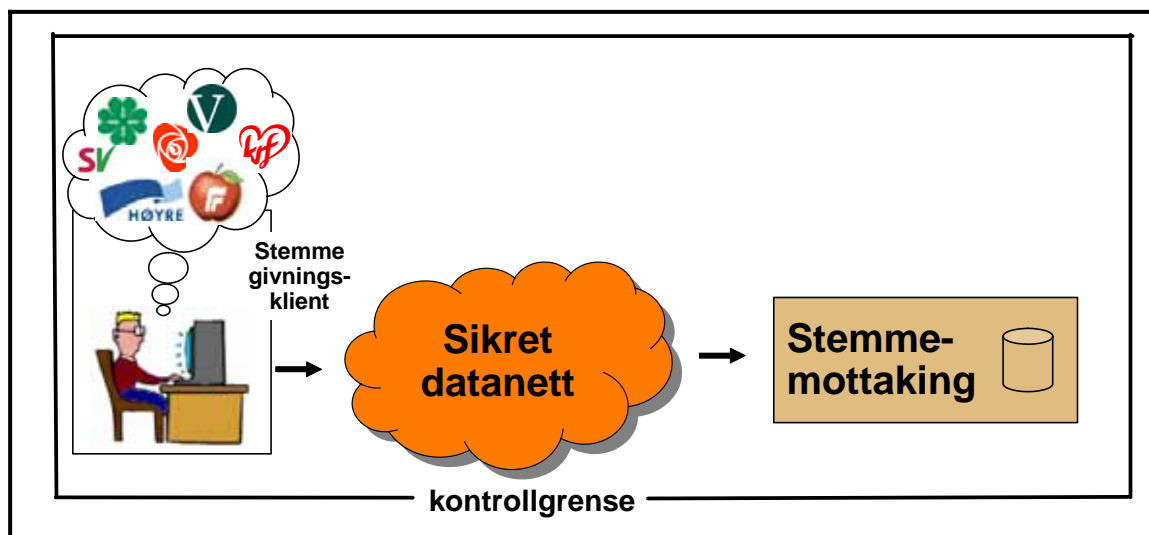 V
SV
krf
HØYRE
Stemme
givnings-
klient
Sikret
datanett
Stemme-
mottaking
kontrollgrense